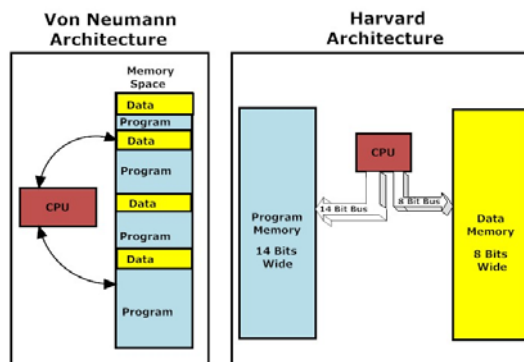 Von Neumann
Architecture
Memory
Space
Data
Program
Data
Program
Data
Program
Data
Program
CPU
Harvard
Architecture
CPU
14 Bit Bus
8 Bit Bus
Program
Memory
14 Bits
Wide
Data
Memory
8 Bits
Wide